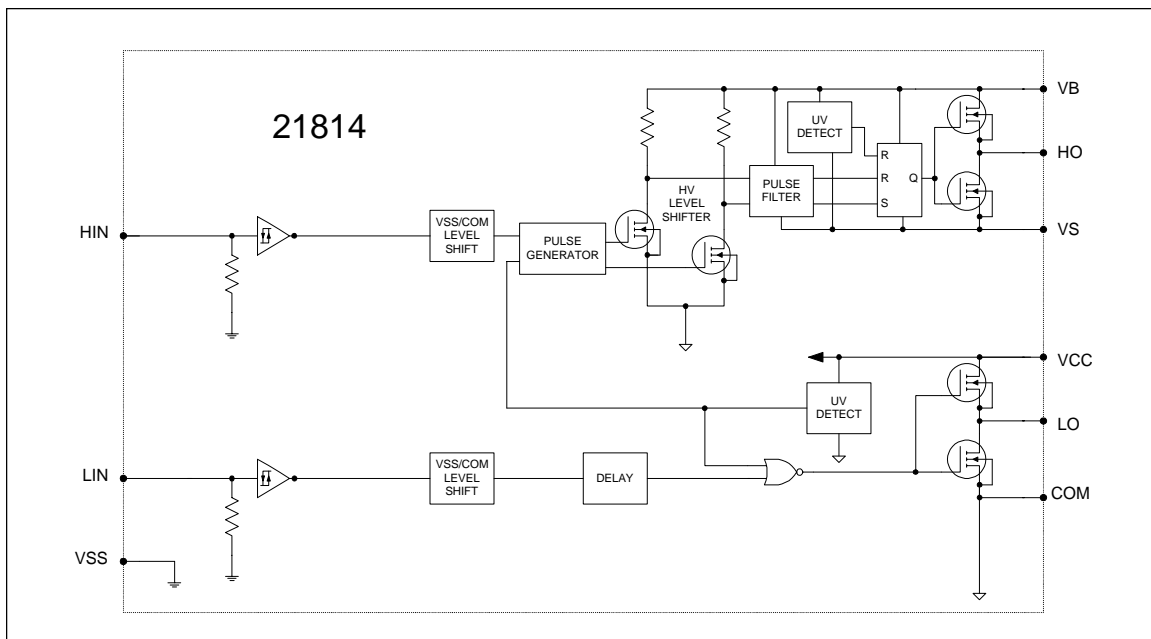 21814
VB
UV
DETECT
HO
R
R
Q
S
PULSE
FILTER
HV
LEVEL
SHIFTER
VS
HIN
VSS/COM
LEVEL
SHIFT
PULSE
GENERATOR
VCC
UV
DETECT
LO
LIN
VSS/COM
LEVEL
SHIFT
DELAY
COM
VSS